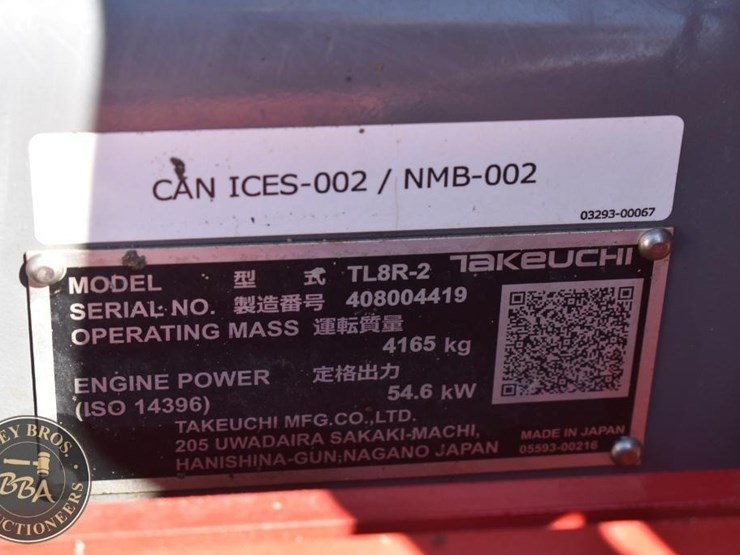 CAN ICES-002 / NMB-002
03293-00067
TAKEUCHI
MODEL 型式 TL8R-2
SERIAL NO. 製造番号 408004419
OPERATING MASS 運転質量
4165 kg
ENGINE POWER 定格出力
(ISO 14396) 54.6 kW
TAKEUCHI MFG.CO.,LTD.
205 UWADAIRA SAKAKI-MACHI,
HANISHINA-GUN,NAGANO JAPAN
MADE IN JAPAN
05593-00216
BROS.
BBA